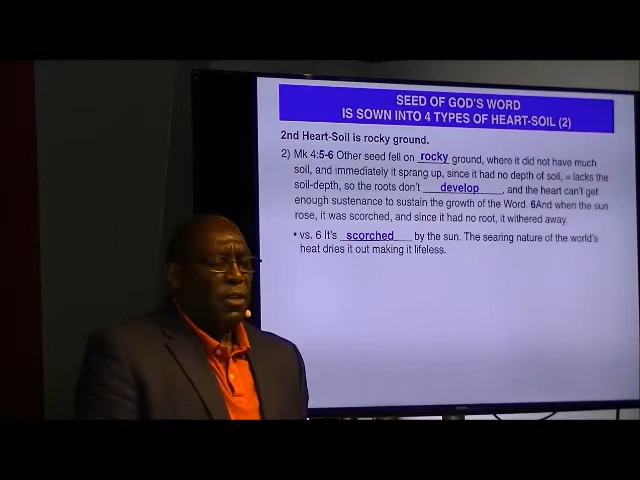 SEED OF GOD'S WORD
IS SOWN INTO 4 TYPES OF HEART-SOIL (2)
2nd Heart-Soil is rocky ground.
2) Mk 4:5-6 Other seed fell on rocky ground, where it did not have much
soil, and immediately it sprang up, since it had no depth of soil, = lacks the
soil-depth, so the roots don't develop, and the heart can't get
enough sustenance to sustain the growth of the Word. 6And when the sun
rose, it was scorched, and since it had no root, it withered away.
• vs. 6 It's scorched by the sun. The searing nature of the world's
heat dries it out making it lifeless.